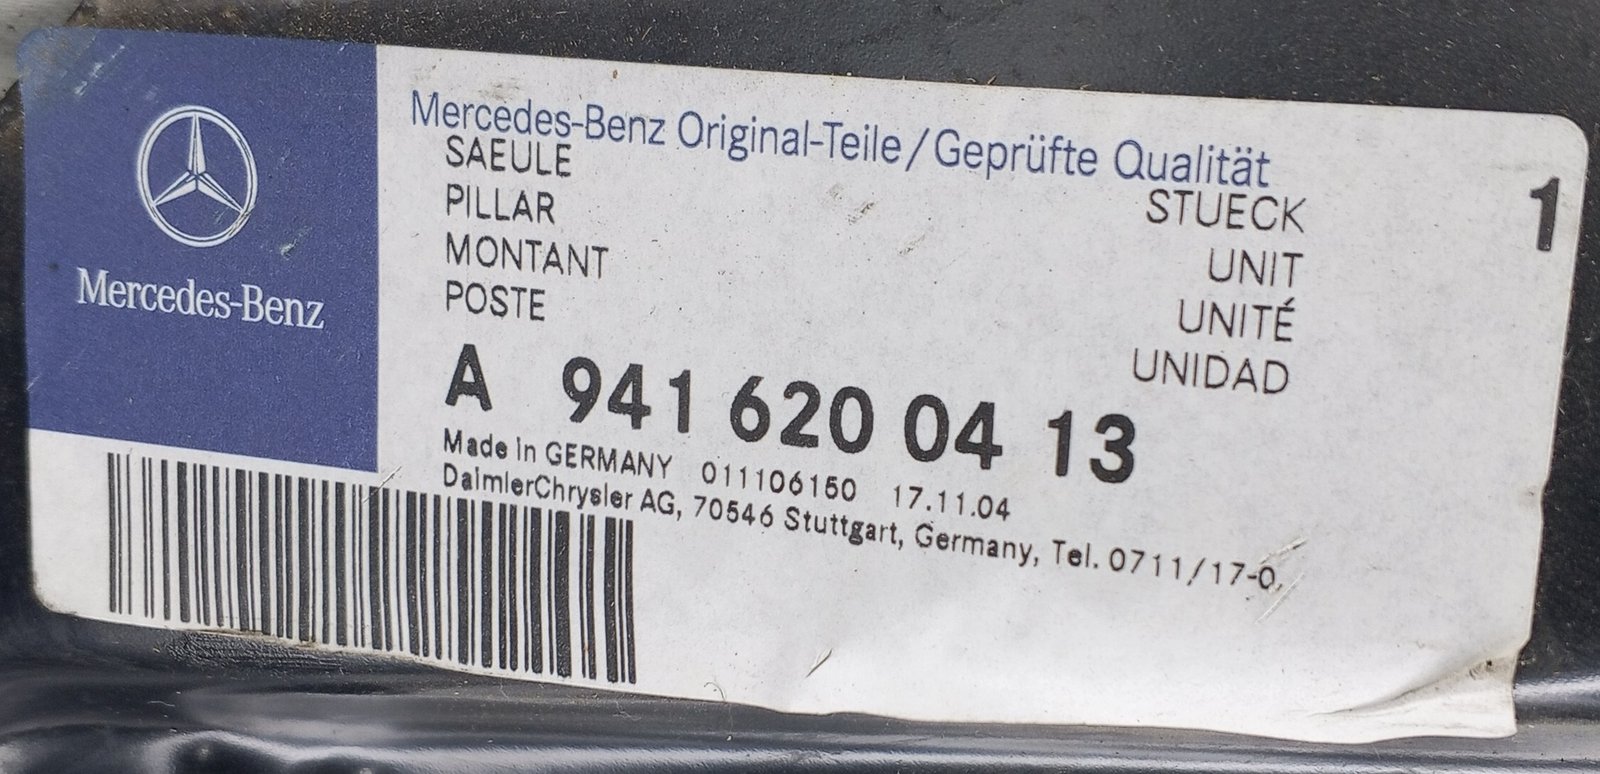 Mercedes-Benz
Mercedes-Benz Original-Teile/Geprüfte Qualität
SAEULE STUECK 1
PILLAR UNIT
MONTANT UNITÉ
POSTE UNIDAD
A 941 620 04 13
Made in GERMANY 011106150 17.11.04
DaimlerChrysler AG, 70546 Stuttgart, Germany, Tel. 0711/17-0,